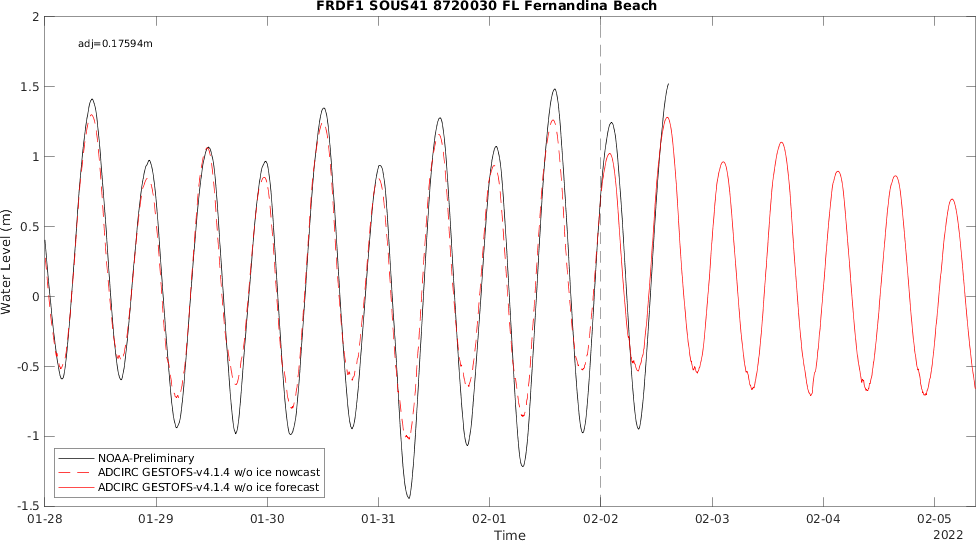 FRDF1 SOUS41 8720030 FL Fernandina Beach
adj=0.17594m
2
1.5
1
0.5
0
-0.5
-1
-1.5
Water Level (m)
NOAA-Preliminary
ADCIRC GESTOFS-v4.1.4 w/o ice nowcast
ADCIRC GESTOFS-v4.1.4 w/o ice forecast
01-28 01-29 01-30 01-31 02-01 02-02 02-03 02-04 02-05
Time
2022